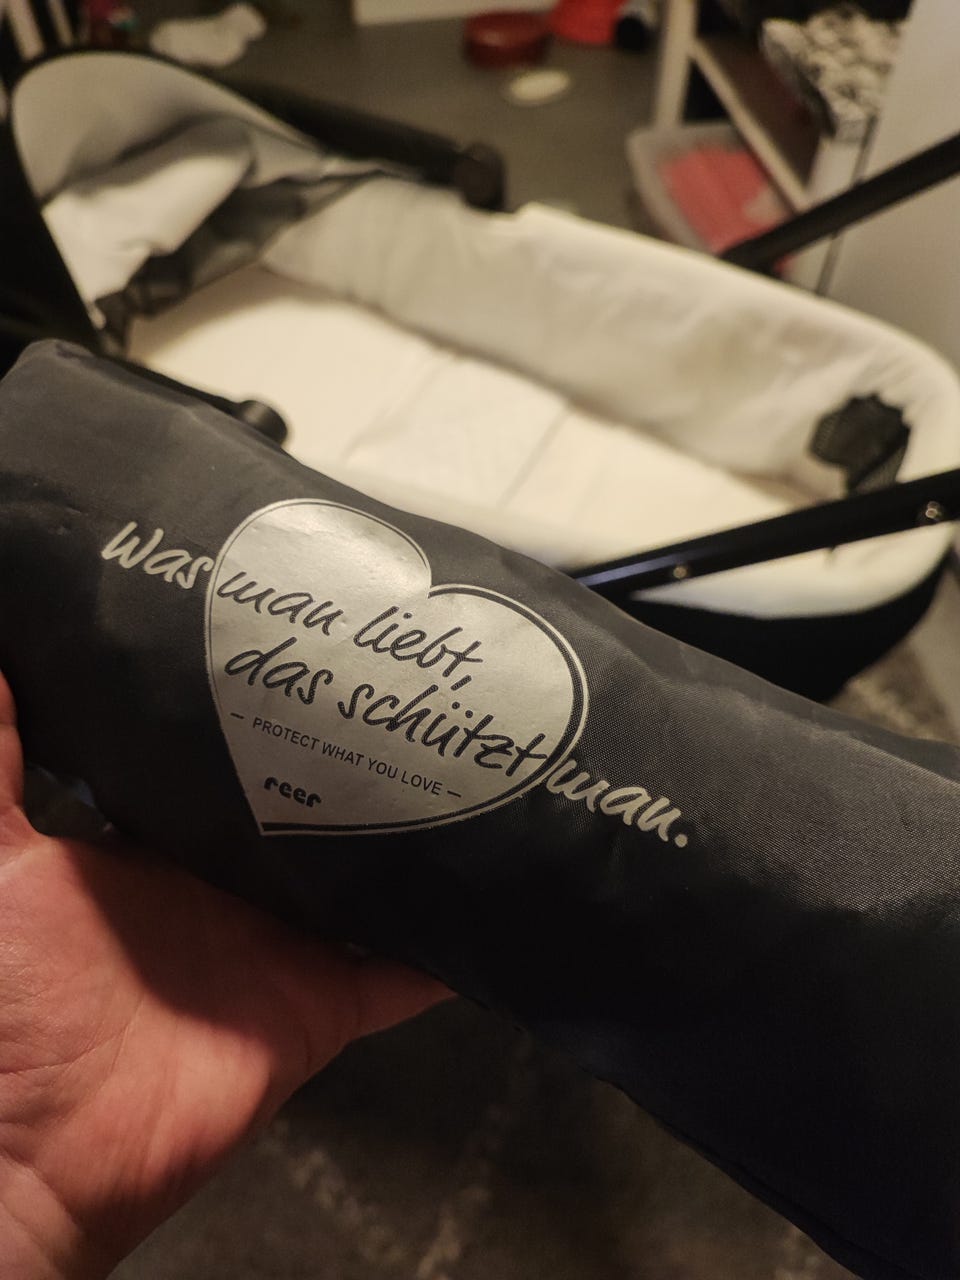 Was man liebt,
das schützt man.
— PROTECT WHAT YOU LOVE —
reer